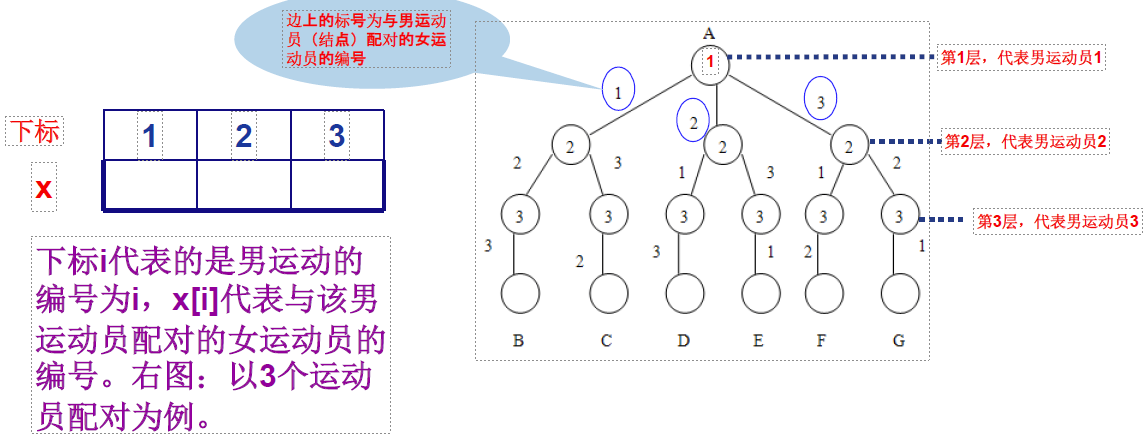 边上的标号为与男运动
员（结点）配对的女运
动员的编号
A
1
第1层，代表男运动员1
1
2
3
下标
1 2 3
x
2 2 2
第2层，代表男运动员2
2 3 1 3 1 2
3 3 3 3 3 3
第3层，代表男运动员3
3 2 3 1 2 1
B C D E F G
下标i代表的是男运动的
编号为i，x[i]代表与该男
运动员配对的女运动员的
编号。右图：以3个运动
员配对为例。